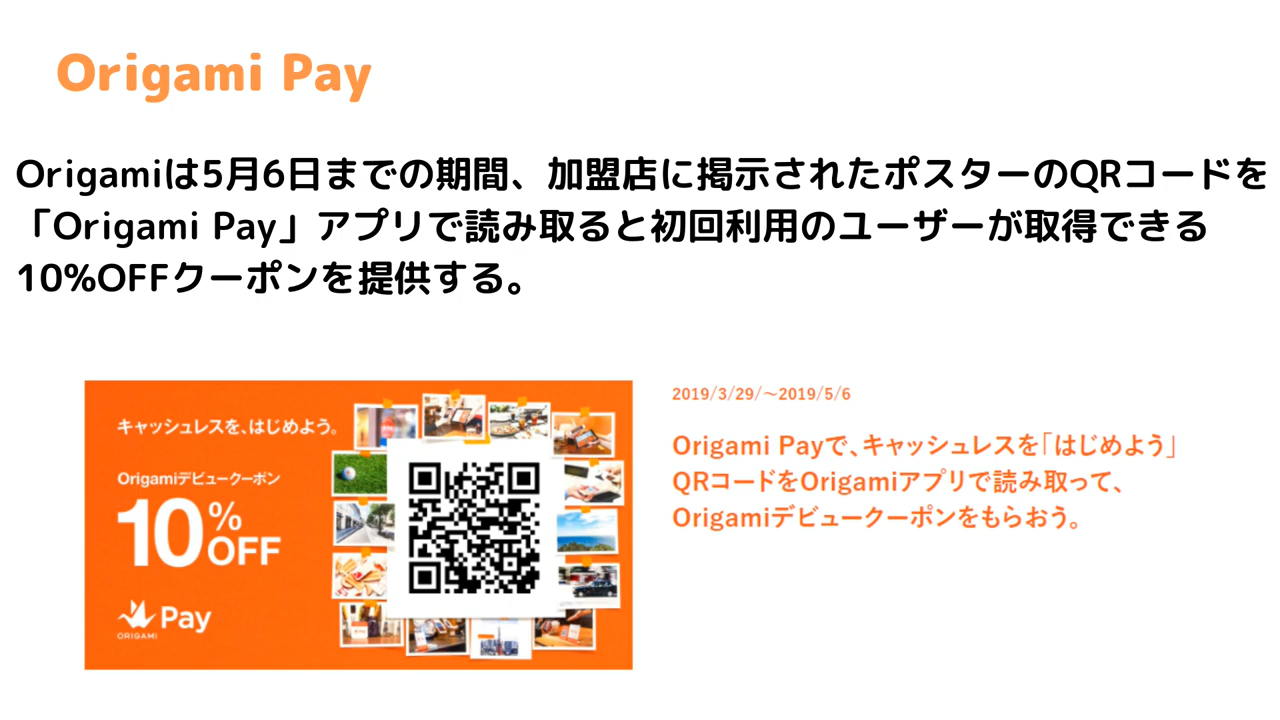 Origami Pay
Origamiは5月6日までの期間、加盟店に掲示されたポスターのQRコードを
「Origami Pay」アプリで読み取ると初回利用のユーザーが取得できる
10%OFFクーポンを提供する。
キャッシュレスを、はじめよう。
Origamiデビュークーポン
10%OFF
Pay
ORIGAMI
2019/3/29/〜2019/5/6
Origami Payで、キャッシュレスを「はじめよう」
QRコードをOrigamiアプリで読み取って、
Origamiデビュークーポンをもらおう。